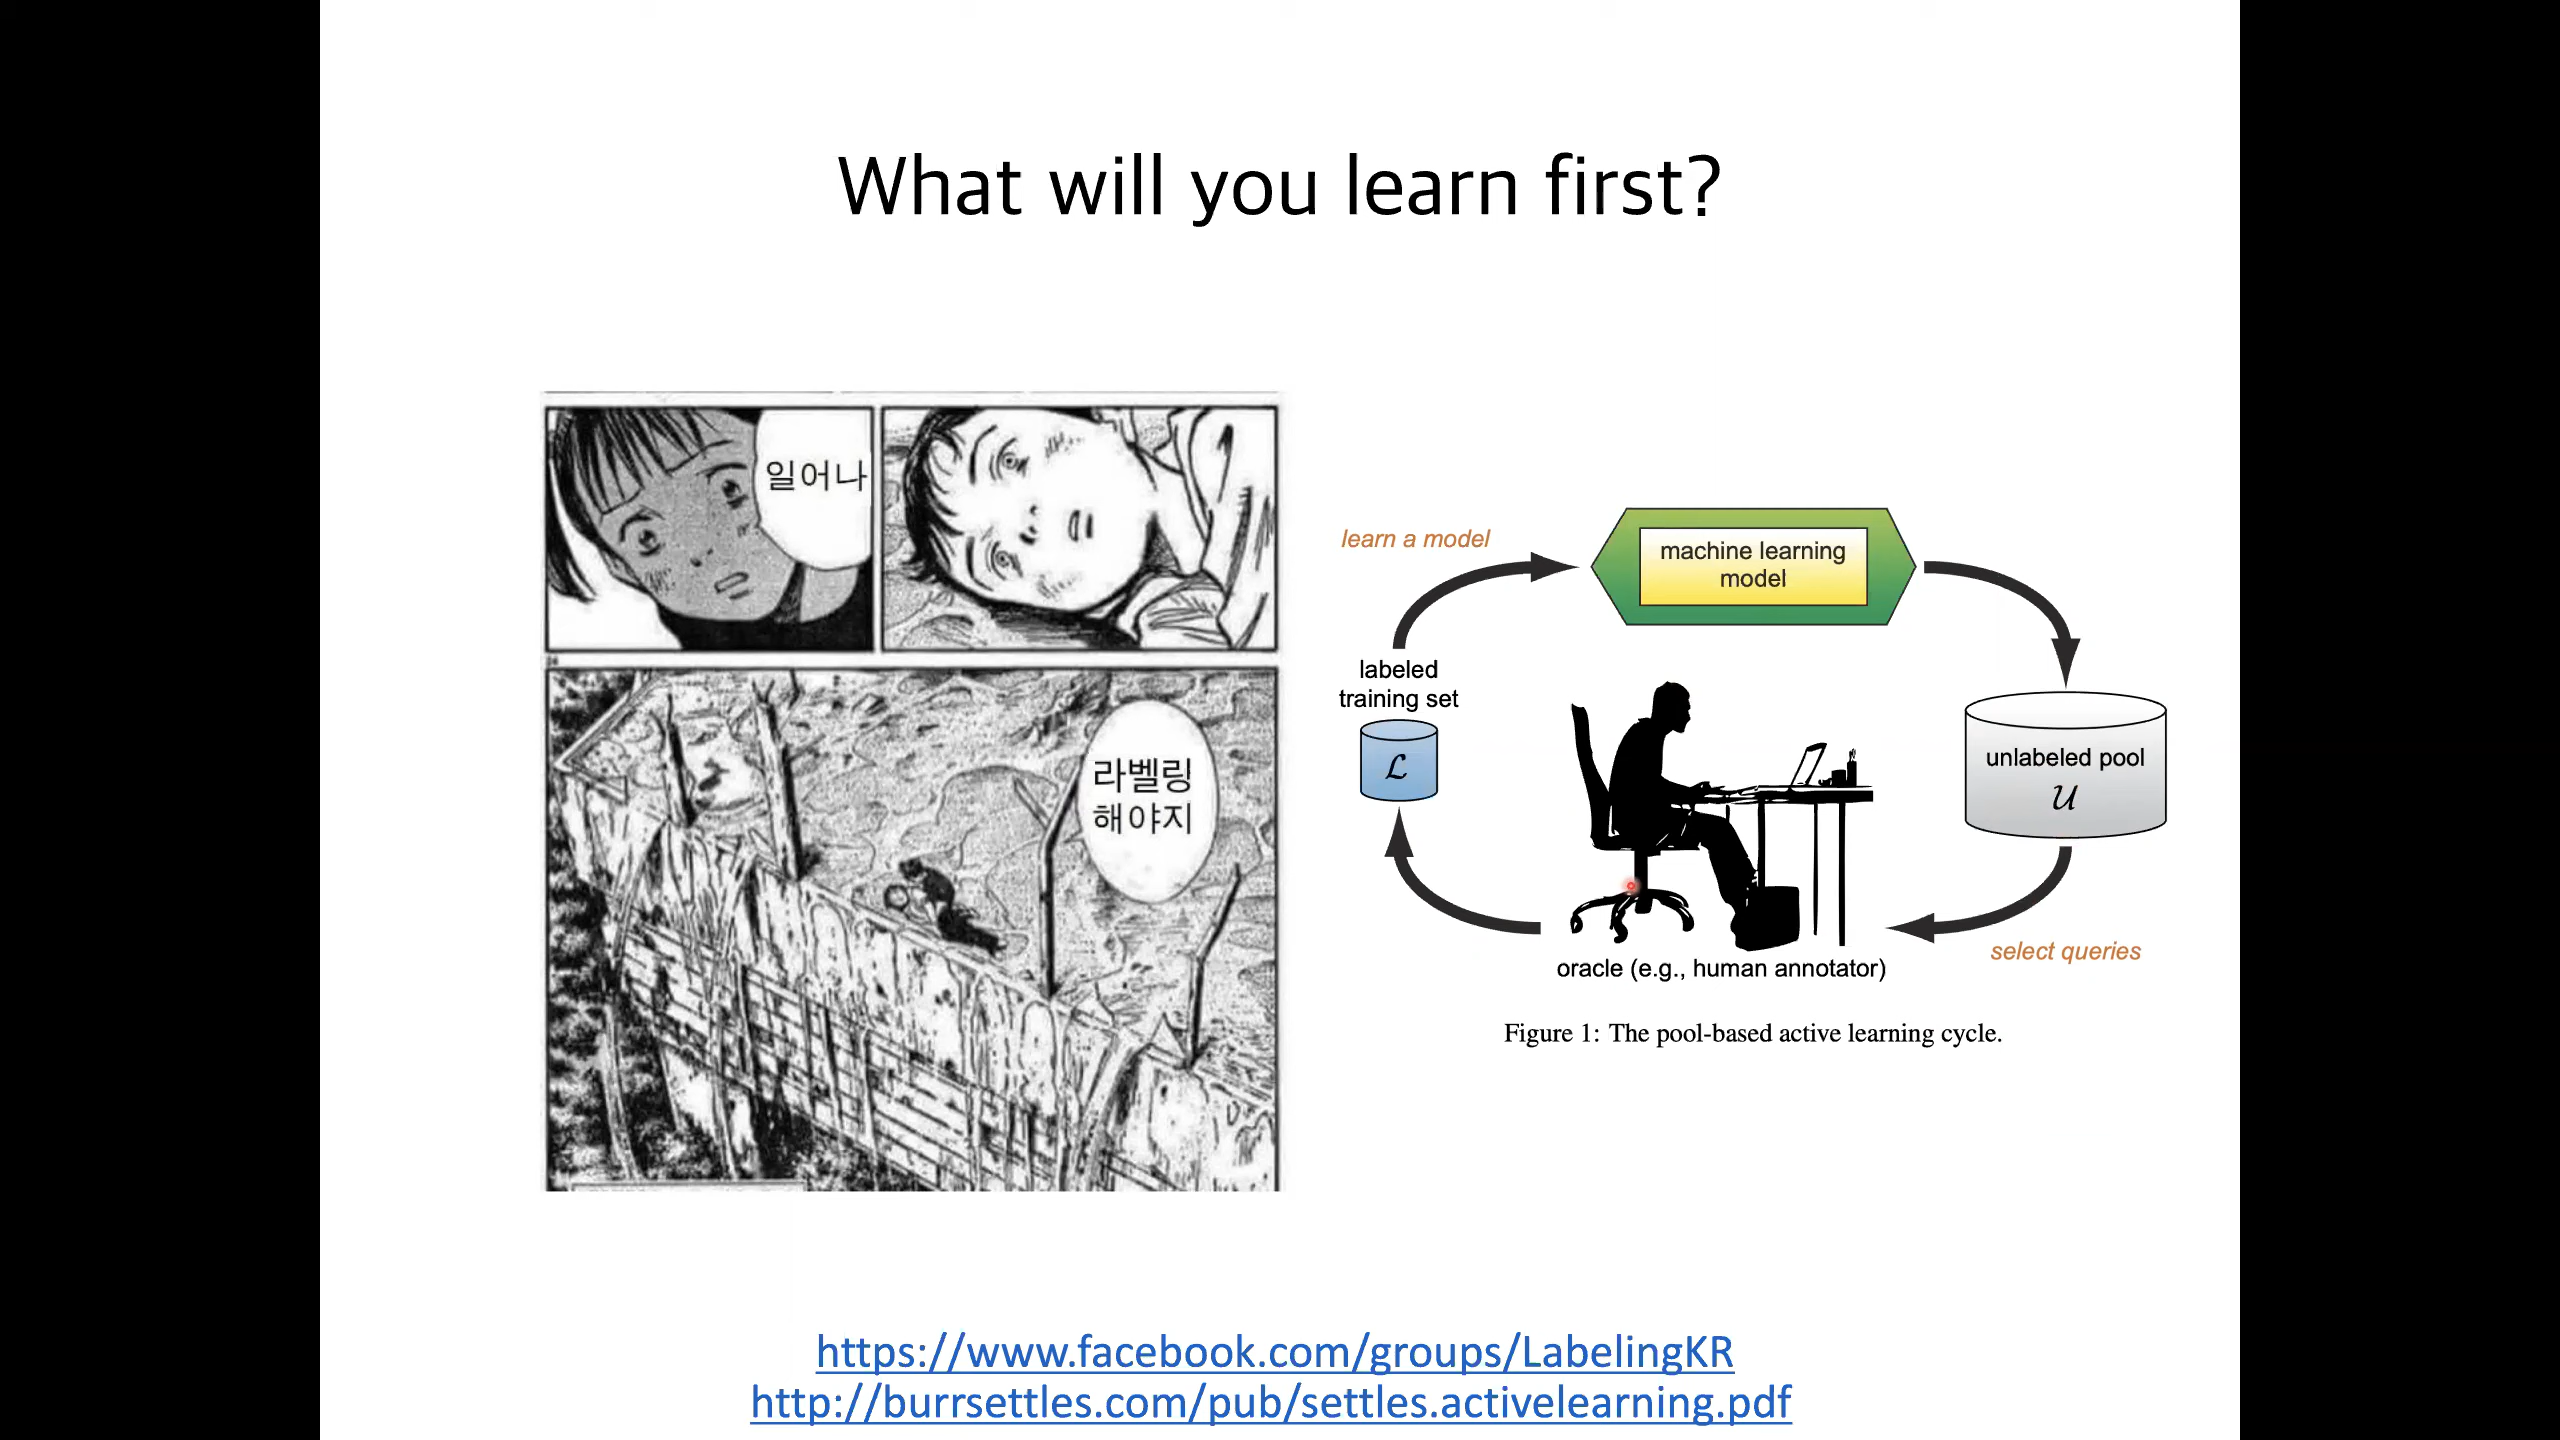 What will you learn first?
일어나
라벨링
해야지
learn a model
machine learning
model
labeled
training set
ℒ
unlabeled pool
𝒰
select queries
oracle (e.g., human annotator)
Figure 1: The pool-based active learning cycle.
https://www.facebook.com/groups/LabelingKR
http://burrsettles.com/pub/settles.activelearning.pdf